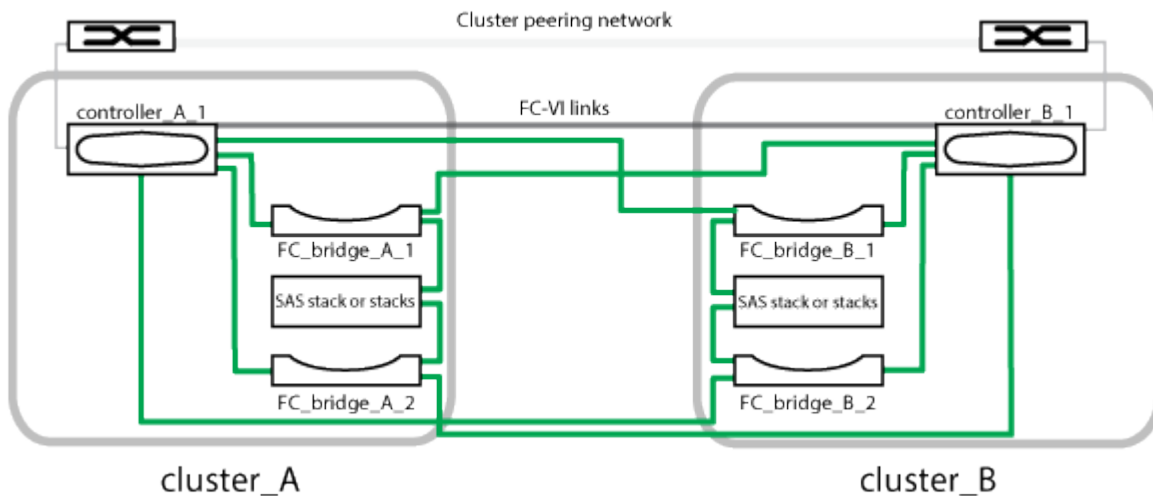 Cluster peering network
controller_A_1
FC-VI links
controller_B_1
FC_bridge_A_1
FC_bridge_B_1
SAS stack or stacks
SAS stack or stacks
FC_bridge_A_2
FC_bridge_B_2
cluster_A
cluster_B